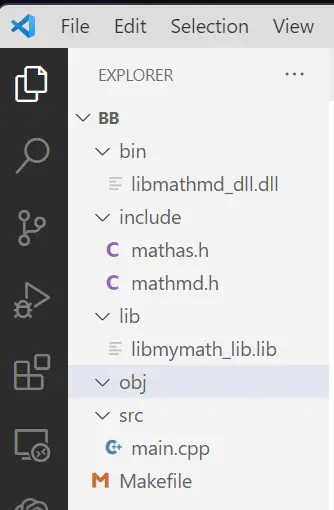 File Edit Selection View
EXPLORER ...
BB
bin
libmathmd_dll.dll
include
C mathas.h
C mathmd.h
lib
libmymath_lib.lib
obj
src
C++ main.cpp
M Makefile